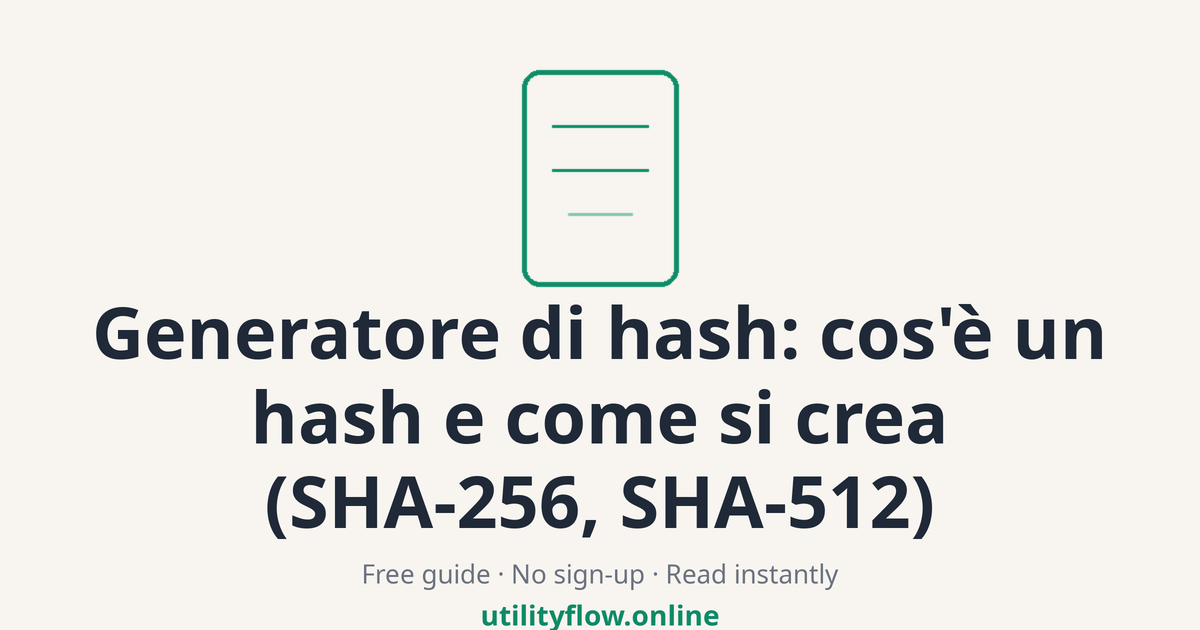 Generatore di hash: cos'è un
hash e come si crea
(SHA-256, SHA-512)
Free guide · No sign-up · Read instantly
utilityflow.online